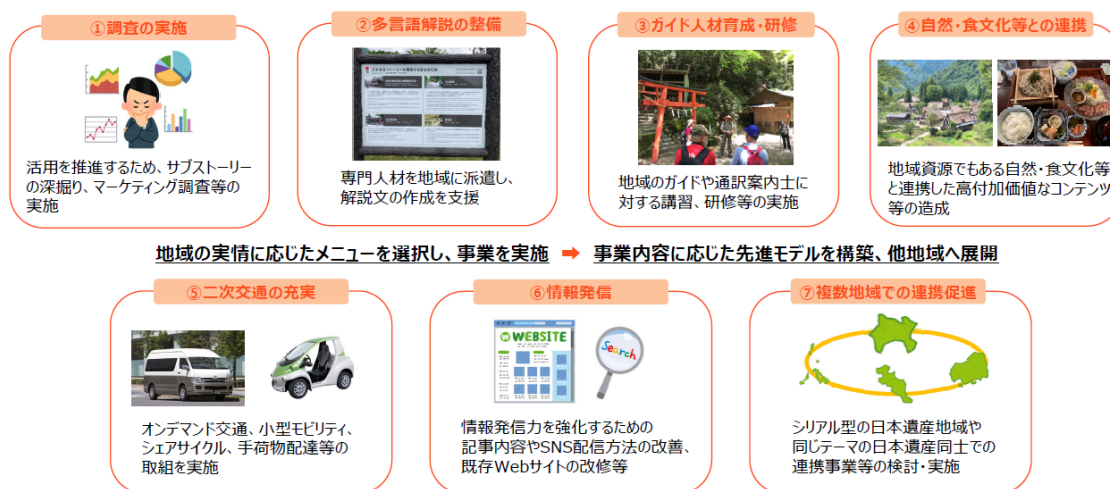 ①調査の実施
活用を推進するため、サブストーリー
の深掘り、マーケティング調査等の
実施
②多言語解説の整備
専門人材を地域に派遣し、
解説文の作成を支援
③ガイド人材育成・研修
地域のガイドや通訳案内士に
対する講習、研修等の実施
④自然・食文化等との連携
地域資源でもある自然・食文化等
と連携した高付加価値なコンテンツ
等の造成
地域の実情に応じたメニューを選択し、事業を実施 ➡ 事業内容に応じた先進モデルを構築、他地域へ展開
⑤二次交通の充実
オンデマンド交通、小型モビリティ、
シェアサイクル、手荷物配達等の
取組を実施
⑥情報発信
W WEBSITE
Search
情報発信力を強化するための
記事内容やSNS配信方法の改善、
既存Webサイトの改修等
⑦複数地域での連携促進
シリアル型の日本遺産地域や
同じテーマの日本遺産同士での
連携事業等の検討・実施